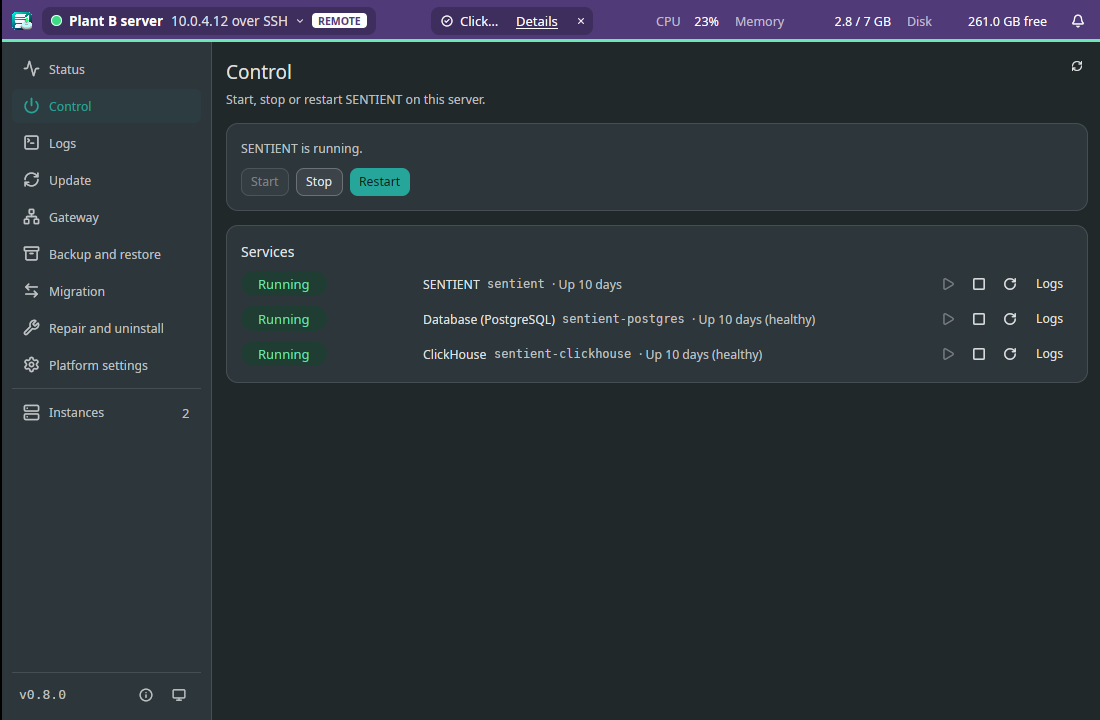 Plant B server 10.0.4.12 over SSH REMOTE Click... Details × CPU 23% Memory 2.8 / 7 GB Disk 261.0 GB free
Status
Control
Logs
Update
Gateway
Backup and restore
Migration
Repair and uninstall
Platform settings
Instances 2
v0.8.0
Control
Start, stop or restart SENTIENT on this server.
SENTIENT is running.
Start Stop Restart
Services
Running SENTIENT sentient · Up 10 days Logs
Running Database (PostgreSQL) sentient-postgres · Up 10 days (healthy) Logs
Running ClickHouse sentient-clickhouse · Up 10 days (healthy) Logs